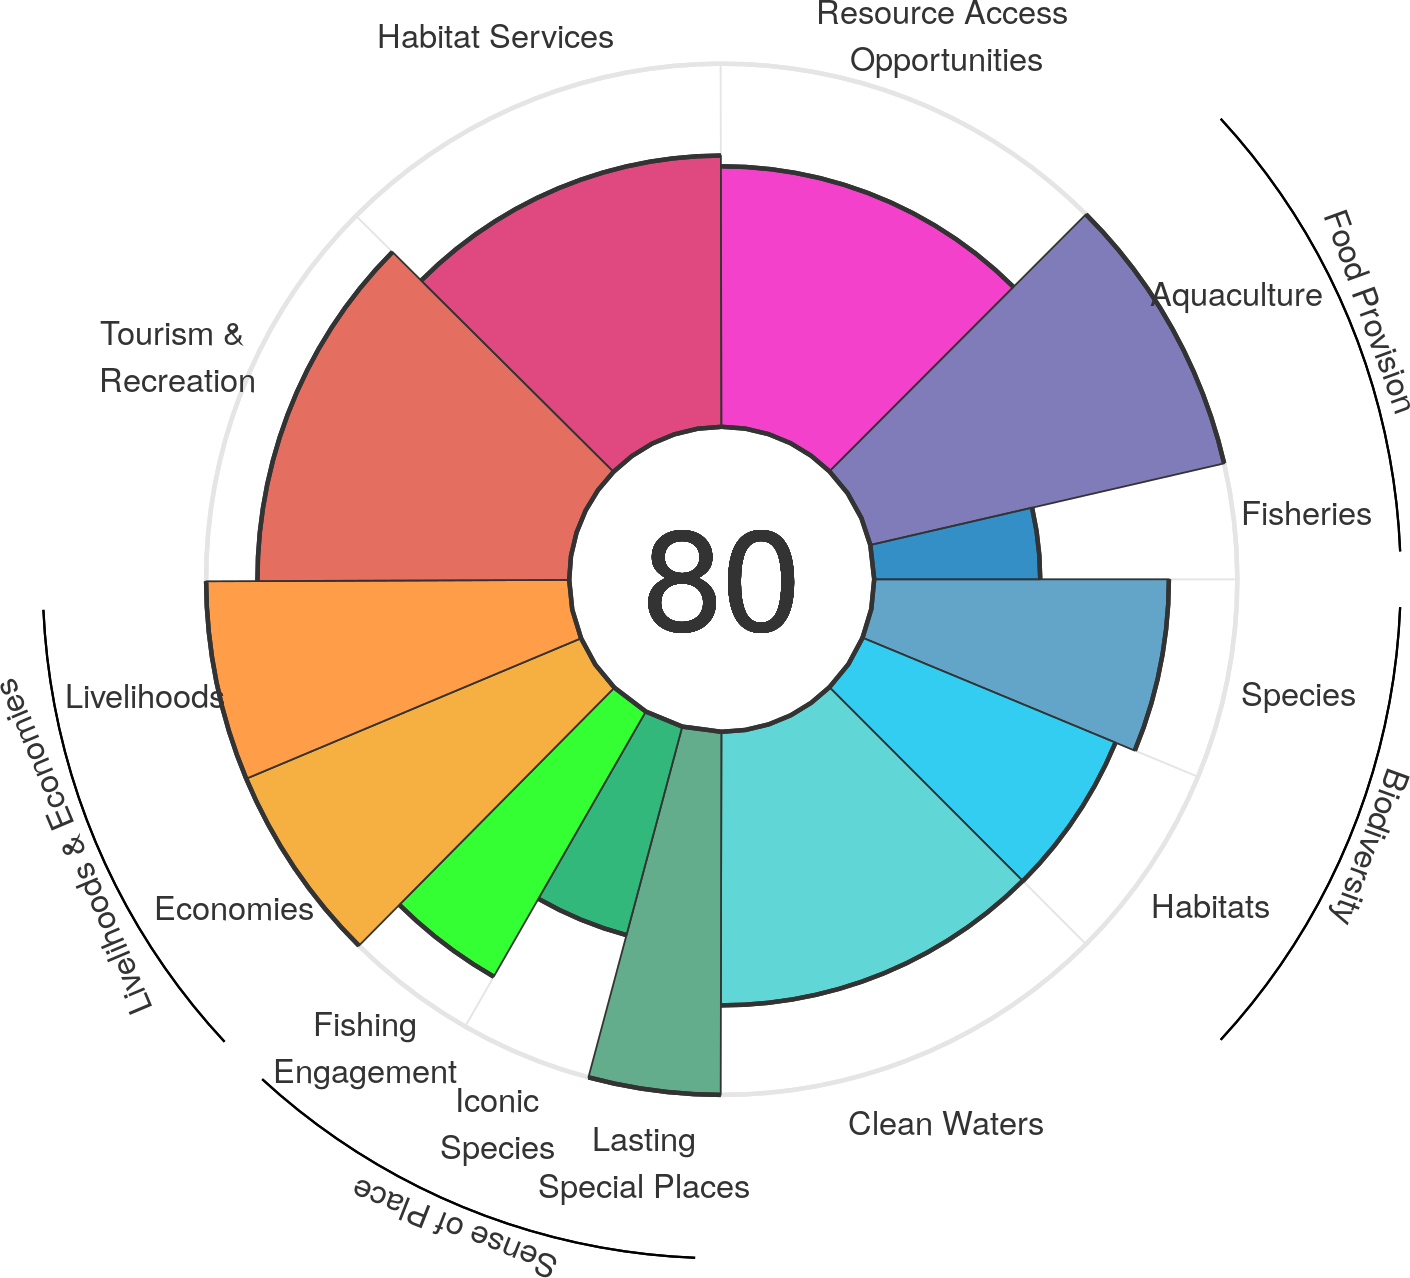 Resource Access
Opportunities
Habitat Services
Food Provision
Aquaculture
Tourism &
Recreation
Fisheries
80
Livelihoods
Species
Livelihoods & Economies
Biodiversity
Economies
Habitats
Fishing
Engagement
Iconic
Species
Lasting
Special Places
Clean Waters
Sense of Place